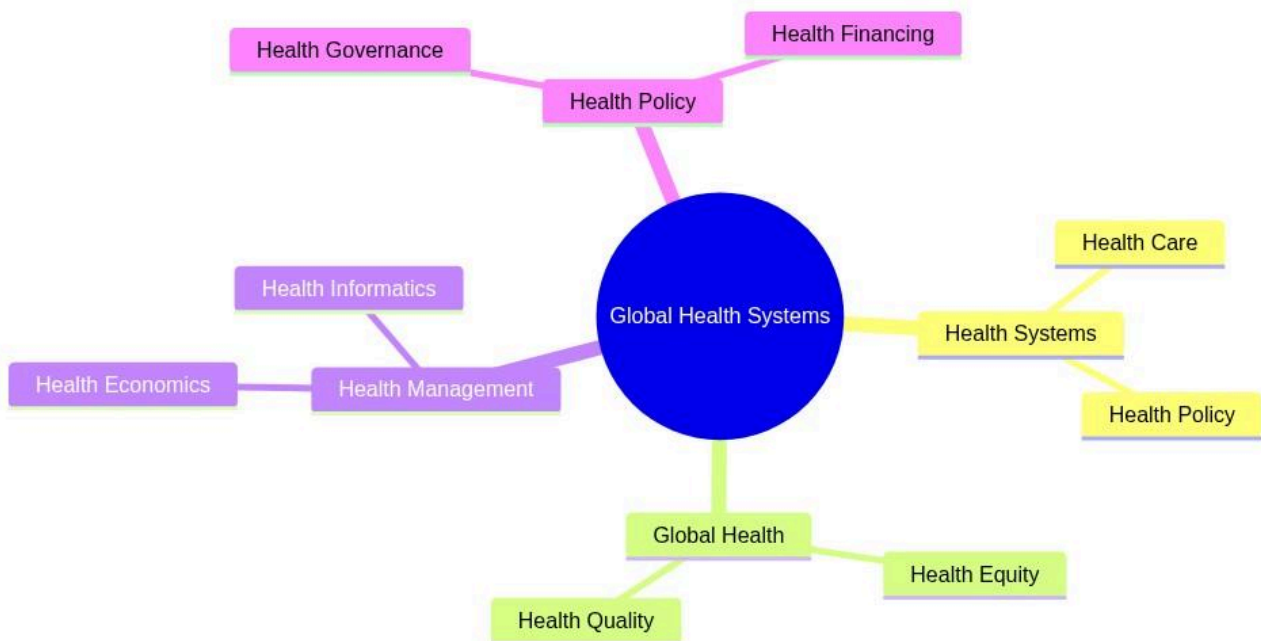 Health Financing
Health Governance
Health Policy
Health Care
Health Informatics
Global Health Systems
Health Systems
Health Economics
Health Management
Health Policy
Global Health
Health Equity
Health Quality